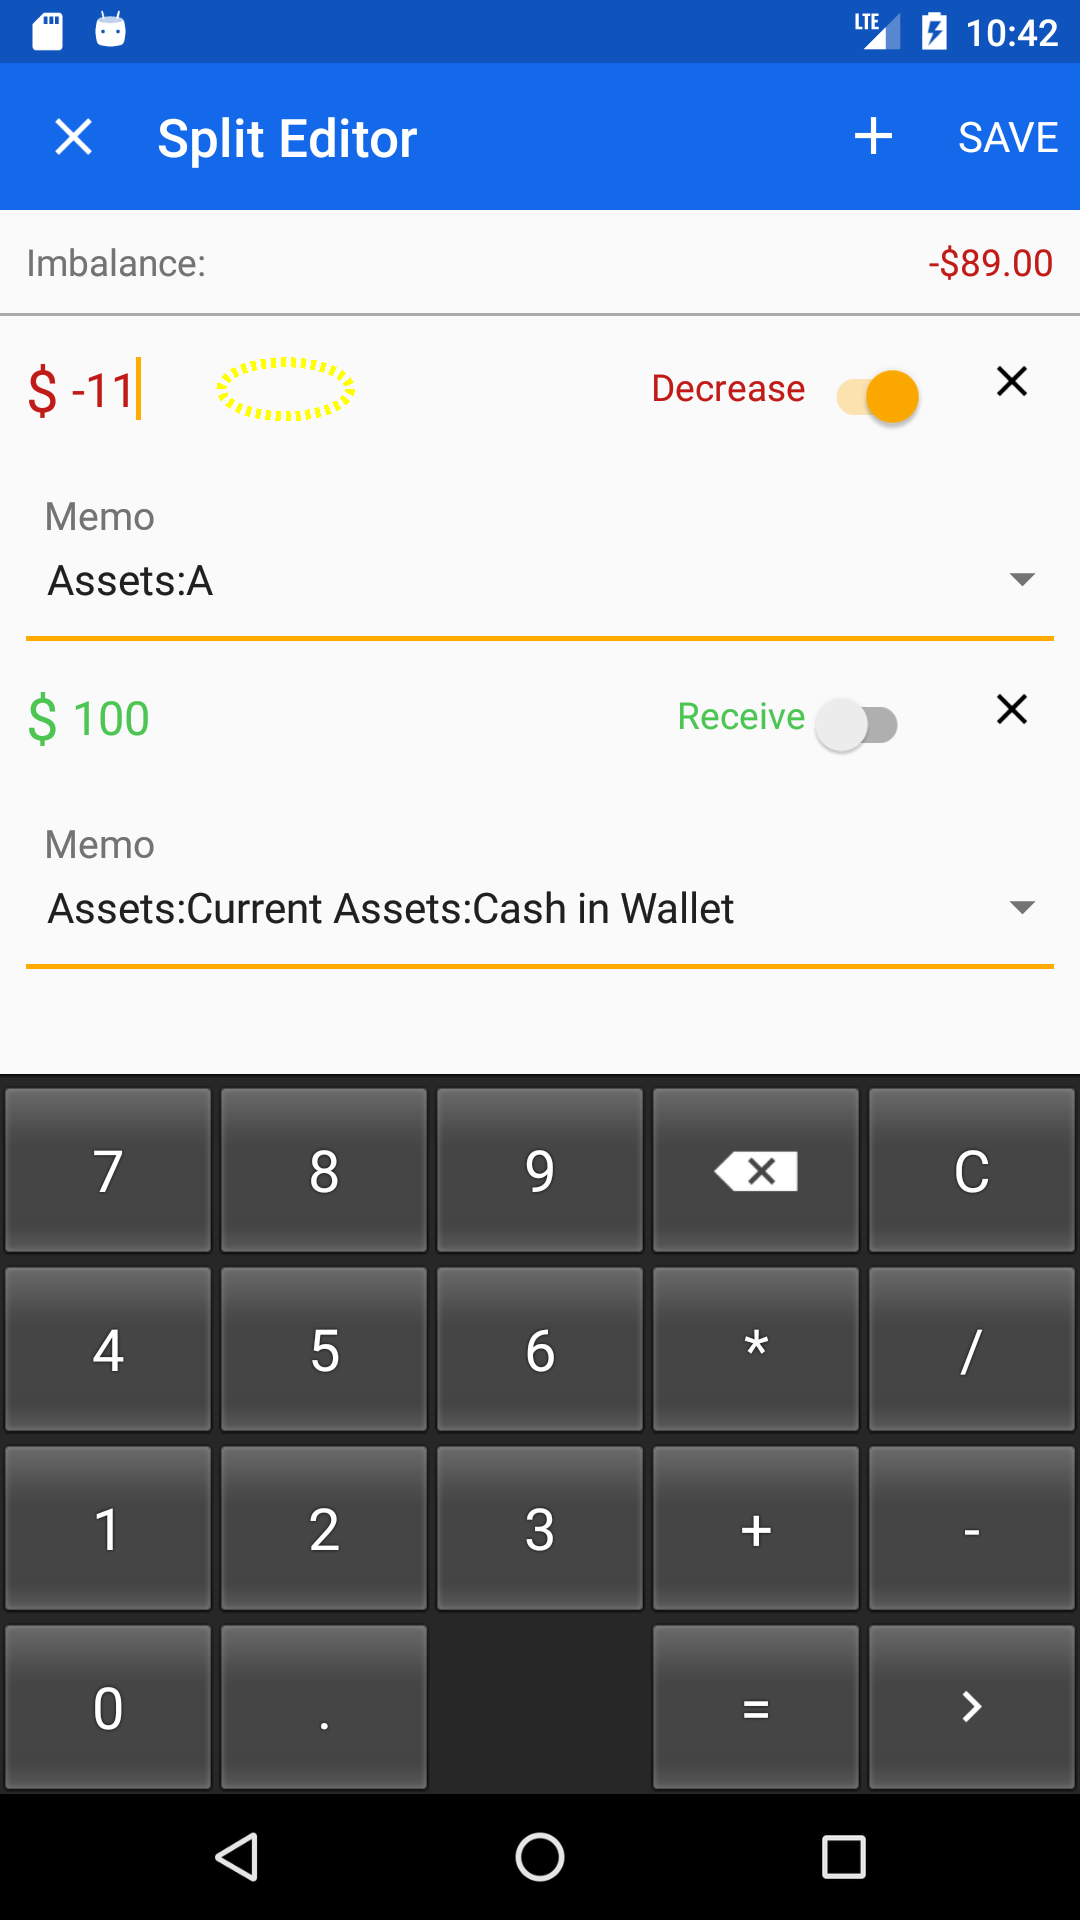 LTE 10:42
Split Editor + SAVE
Imbalance: -$89.00
$ -11 Decrease
Memo
Assets:A
$ 100 Receive
Memo
Assets:Current Assets:Cash in Wallet
7 8 9 C
4 5 6 * /
1 2 3 + -
0 . = >